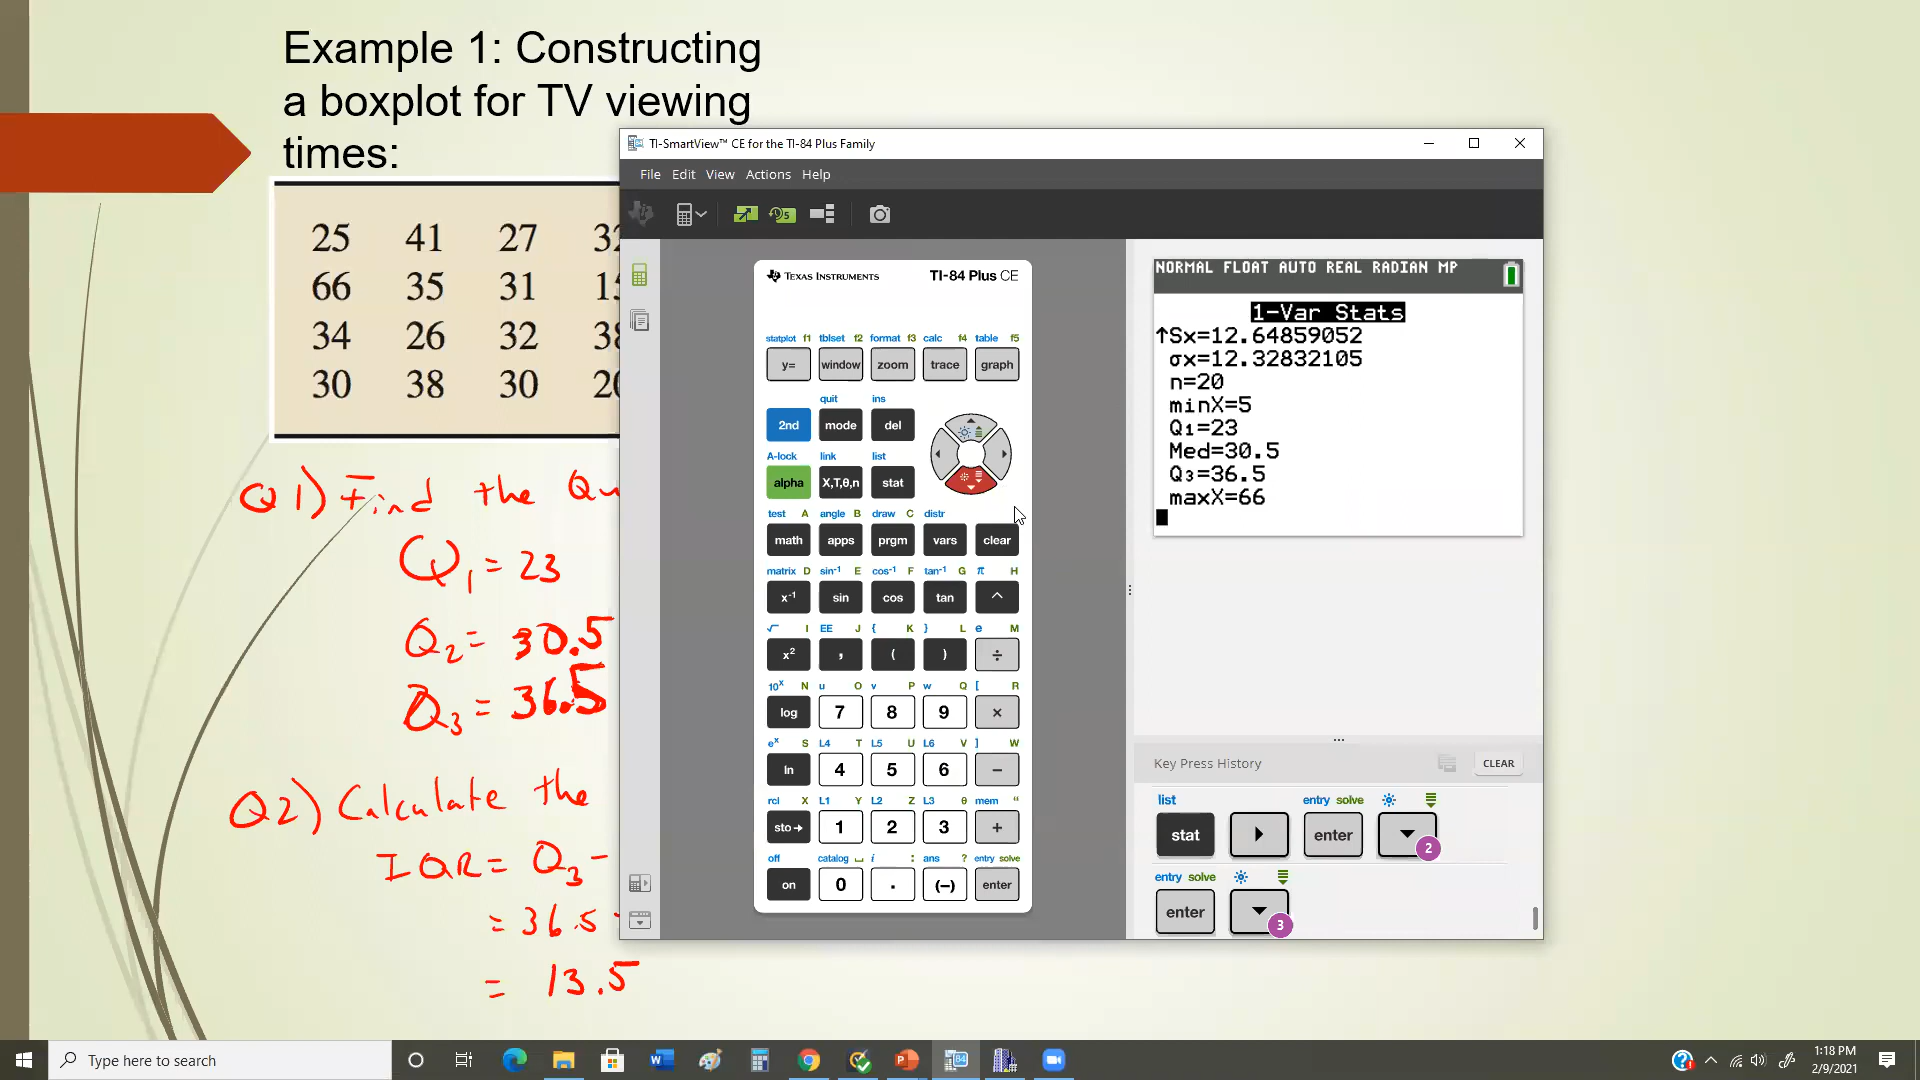 Example 1: Constructing
a boxplot for TV viewing
times:
25 41 27 32
66 35 31
34 26 32 38
30 38 30 20
Q1) Find the
Q1 = 23
Q2 = 30.5
Q3 = 36.5
Q2) Calculate the
IQR = Q3 -
= 36.5
= 13.5
TI-SmartView™ CE for the TI-84 Plus Family
File Edit View Actions Help
TEXAS INSTRUMENTS TI-84 Plus CE
statplot f1 tblset f2 format f3 calc f4 table f5
y= window zoom trace graph
quit ins
2nd mode del
A-lock link list
alpha X,T,θ,n stat
test A angle B draw C distr
math apps prgm vars clear
matrix D sin⁻¹ E cos⁻¹ F tan⁻¹ G π H
x⁻¹ sin cos tan ^
√ I EE J { K } L e M
x² , ( ) ÷
10ˣ N u O v P w Q [ R
log 7 8 9 ×
eˣ S L4 T L5 U L6 V ] W
ln 4 5 6 −
rcl X L1 Y L2 Z L3 θ mem “
sto→ 1 2 3 +
off catalog ⎵ i : ans ? entry solve
on 0 . (−) enter
NORMAL FLOAT AUTO REAL RADIAN MP
1-Var Stats
↑Sx=12.64859052
σx=12.32832105
n=20
minX=5
Q₁=23
Med=30.5
Q₃=36.5
maxX=66
Key Press History CLEAR
list entry solve
stat enter 2
entry solve
enter 3
Type here to search
1:18 PM
2/9/2021